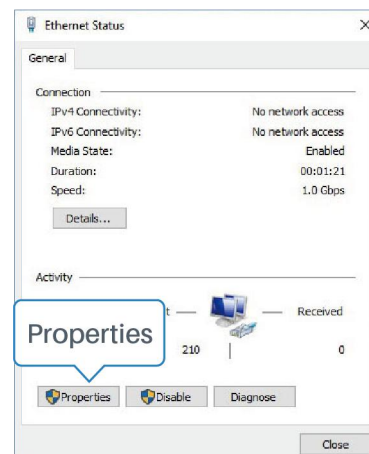 Ethernet Status
General
Connection
IPv4 Connectivity: No network access
IPv6 Connectivity: No network access
Media State: Enabled
Duration: 00:01:21
Speed: 1.0 Gbps
Details...
Activity
Received
Properties
210 | 0
Properties Disable Diagnose
Close